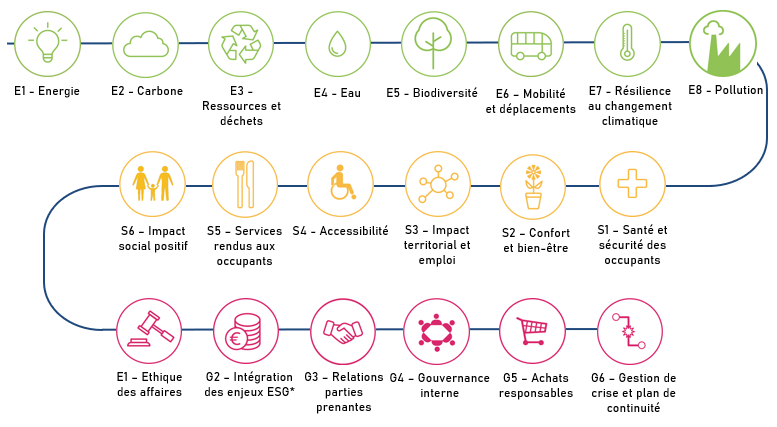 E1 – Energie
E2 – Carbone
E3 –
Ressources et
déchets
E4 – Eau
E5 – Biodiversité
E6 – Mobilité
et déplacements
E7 – Résilience
au changement
climatique
E8 – Pollution
S6 – Impact
social positif
S5 – Services
rendus aux
occupants
S4 – Accessibilité
S3 – Impact
territorial et
emploi
S2 – Confort
et bien-être
S1 – Santé et
sécurité des
occupants
E1 – Ethique
des affaires
G2 – Intégration
des enjeux ESG*
G3 – Relations
parties
prenantes
G4 – Gouvernance
interne
G5 – Achats
responsables
G6 – Gestion de
crise et plan de
continuité